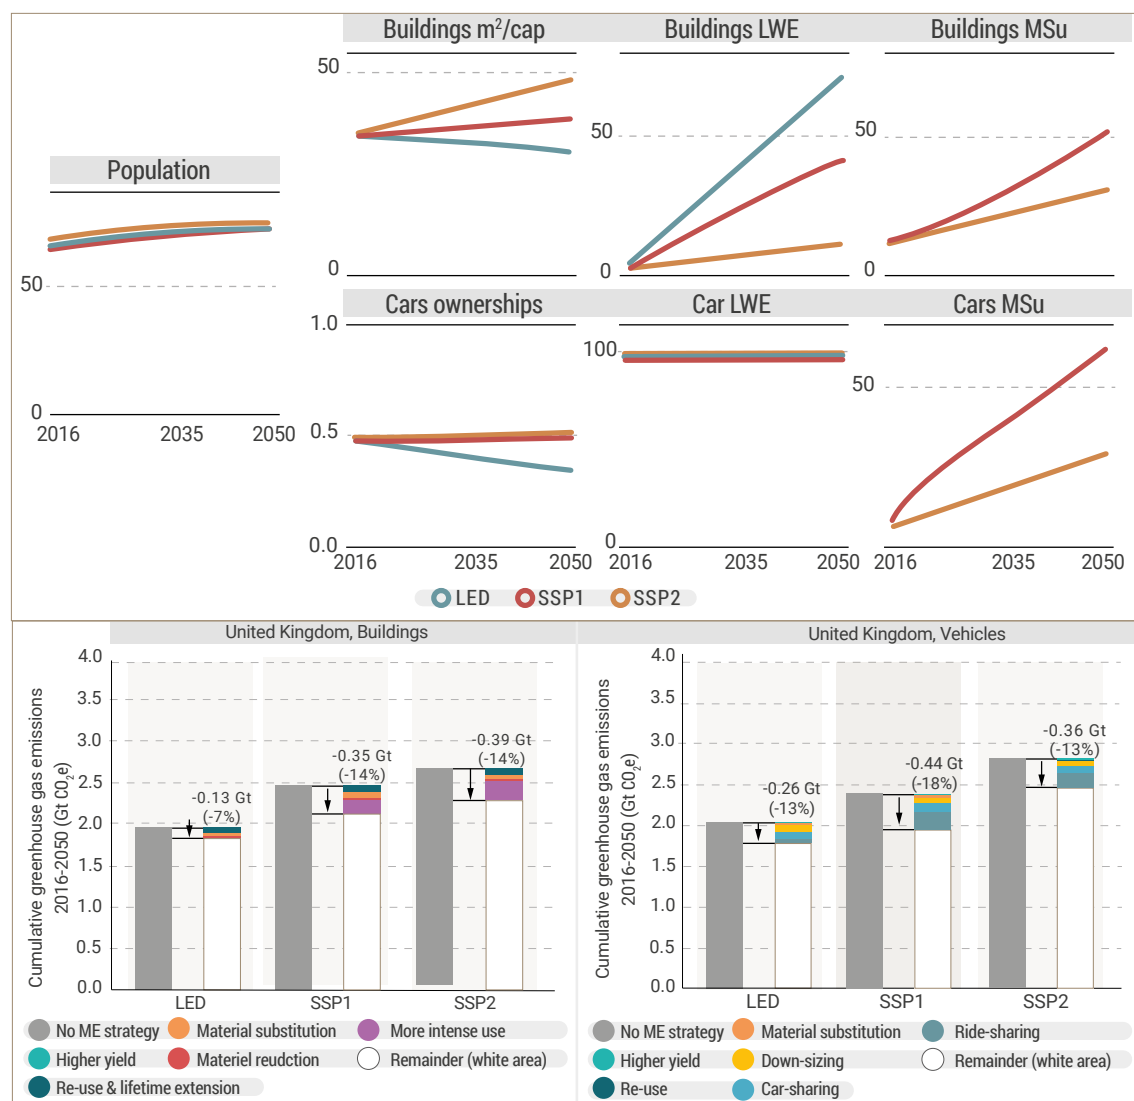 Buildings m²/cap
Buildings LWE
Buildings MSu
50
0
50
0
50
0
Population
50
0
2016
2035
2050
Cars ownerships
Car LWE
Cars MSu
1.0
0.5
0.0
100
0
50
2016
2035
2050
2016
2035
2050
2016
2035
2050
LED
SSP1
SSP2
United Kingdom, Buildings
Cumulative greenhouse gas emissions
2016-2050 (Gt CO₂e)
4.0
3.5
3.0
2.5
2.0
1.5
1.0
0.5
0.0
-0.13 Gt
(-7%)
-0.35 Gt
(-14%)
-0.39 Gt
(-14%)
LED
SSP1
SSP2
No ME strategy
Material substitution
More intense use
Higher yield
Materiel reudction
Remainder (white area)
Re-use & lifetime extension
United Kingdom, Vehicles
Cumulative greenhouse gas emissions
2016-2050 (Gt CO₂e)
4.0
3.5
3.0
2.5
2.0
1.5
1.0
0.5
0.0
-0.26 Gt
(-13%)
-0.44 Gt
(-18%)
-0.36 Gt
(-13%)
LED
SSP1
SSP2
No ME strategy
Material substitution
Ride-sharing
Higher yield
Down-sizing
Remainder (white area)
Re-use
Car-sharing